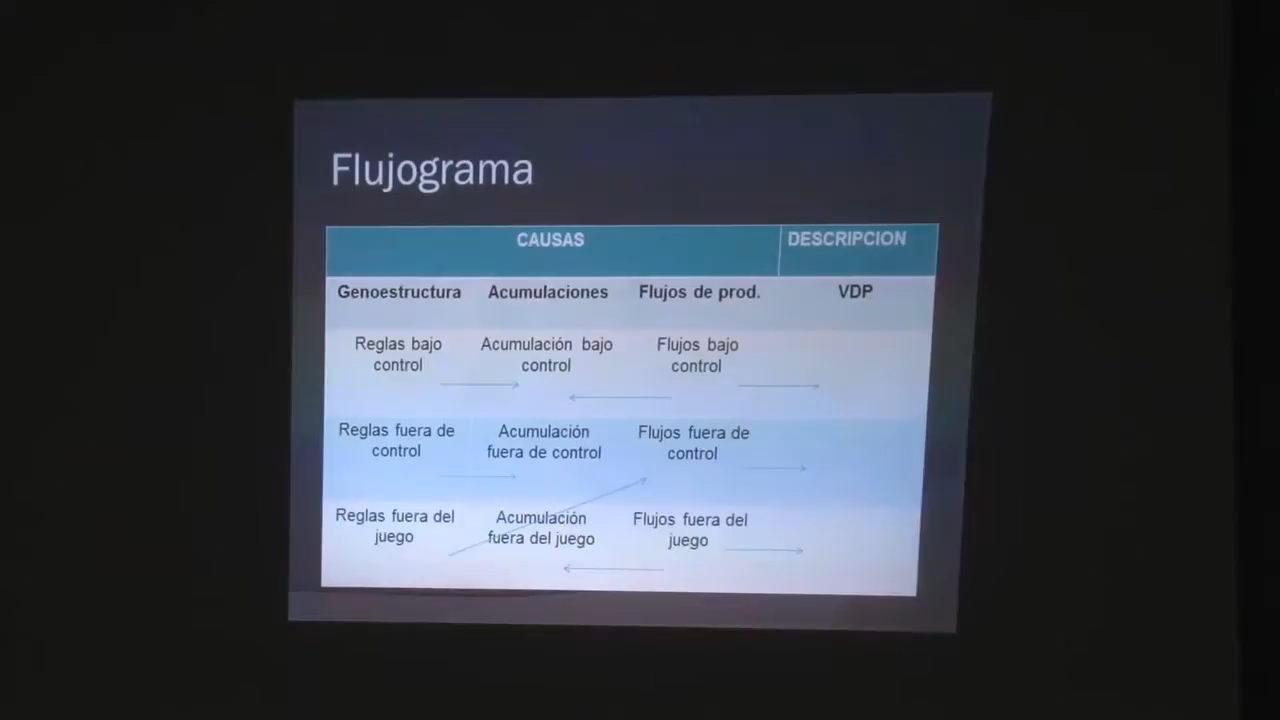 Flujograma
CAUSAS DESCRIPCION
Genoestructura Acumulaciones Flujos de prod. VDP
Reglas bajo Acumulación bajo Flujos bajo
control control control
Reglas fuera de Acumulación Flujos fuera de
control fuera de control control
Reglas fuera del Acumulación Flujos fuera del
juego fuera del juego juego